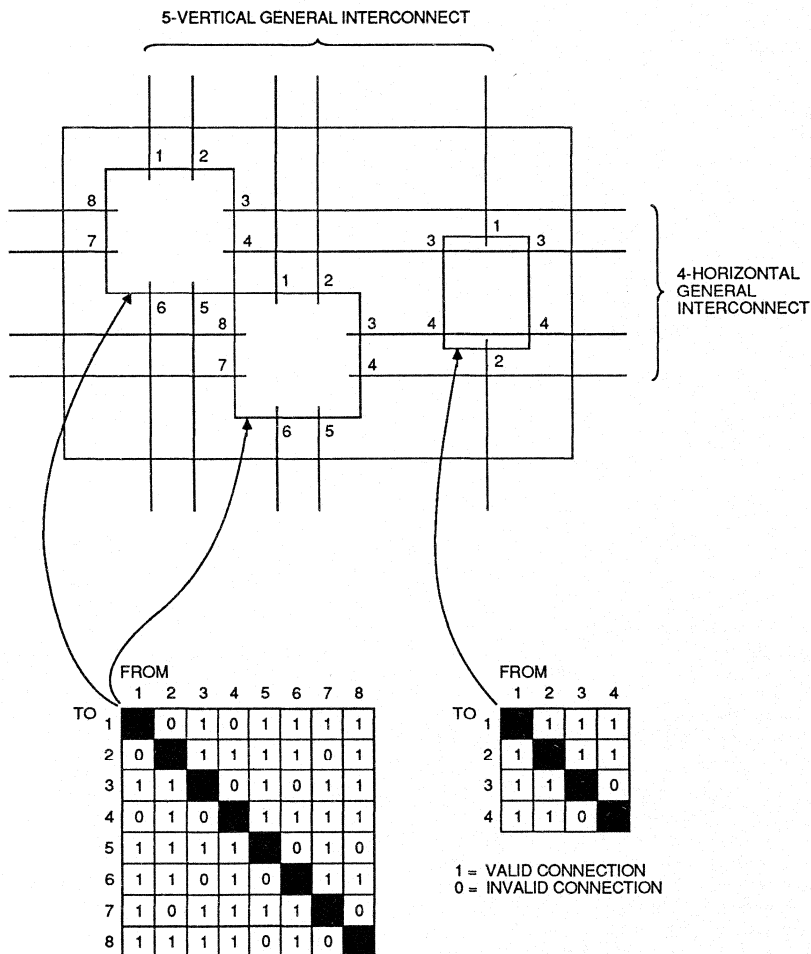 5-VERTICAL GENERAL INTERCONNECT
1 2
8 3
7 4
1
3 3
6 5
1 2
8 3
4 4
7 4
2
6 5
4-HORIZONTAL
GENERAL
INTERCONNECT
FROM
1 2 3 4 5 6 7 8
TO
1 0 1 0 1 1 1 1
2 0 1 1 1 1 0 1
3 1 1 0 1 0 1 1
4 0 1 0 1 1 1 1
5 1 1 1 1 0 1 0
6 1 1 0 1 0 1 1
7 1 0 1 1 1 1 0
8 1 1 1 1 0 1 0
FROM
1 2 3 4
TO
1 1 1 1
2 1 1 1
3 1 1 0
4 1 1 0
1 = VALID CONNECTION
0 = INVALID CONNECTION